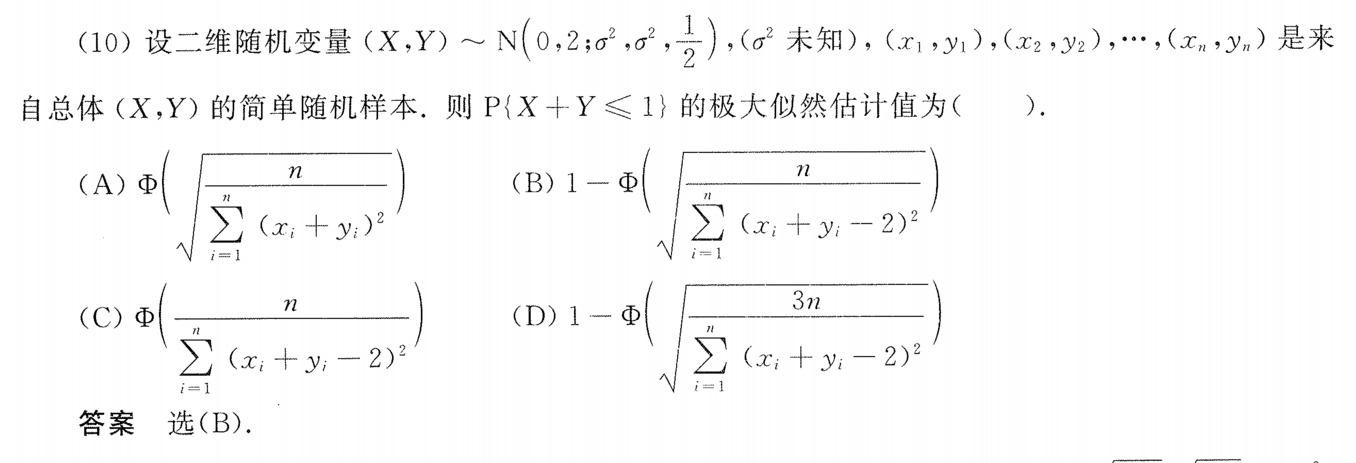 (10) 设二维随机变量 (X,Y) ~ N(0,2;σ²,σ²,1/2),(σ² 未知), (x₁,y₁),(x₂,y₂),⋯,(xₙ,yₙ) 是来
自总体 (X,Y) 的简单随机样本. 则 P{X+Y≤1} 的极大似然估计值为( ).
(A) Φ(√(n/∑ᵢ₌₁ⁿ (xᵢ+yᵢ)²)) (B) 1-Φ(√(n/∑ᵢ₌₁ⁿ (xᵢ+yᵢ-2)²))
(C) Φ(n/∑ᵢ₌₁ⁿ (xᵢ+yᵢ-2)²) (D) 1-Φ(√(3n/∑ᵢ₌₁ⁿ (xᵢ+yᵢ-2)²))
答案 选(B).